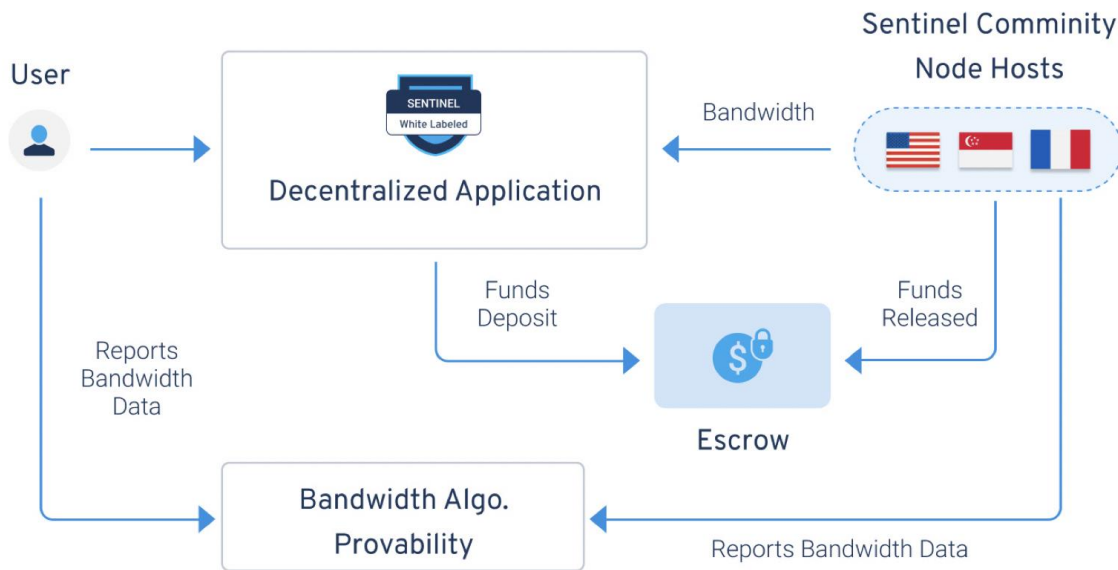 Sentinel Comminity
Node Hosts
User
SENTINEL
White Labeled
Decentralized Application
Bandwidth
Funds
Deposit
Funds
Released
Reports
Bandwidth
Data
$
Escrow
Bandwidth Algo.
Provability
Reports Bandwidth Data